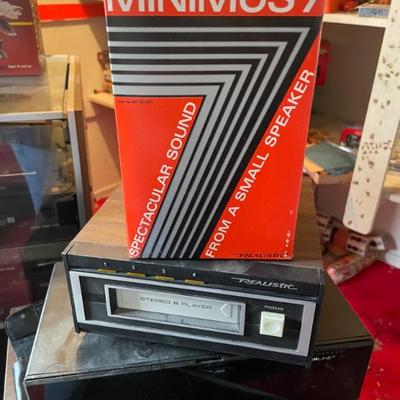 MINIMUS 7
SPECTACULAR SOUND
FROM A SMALL SPEAKER
REALISTIC
1 2 3 4
REALISTIC
STEREO 8 PLAYER
PROGRAM